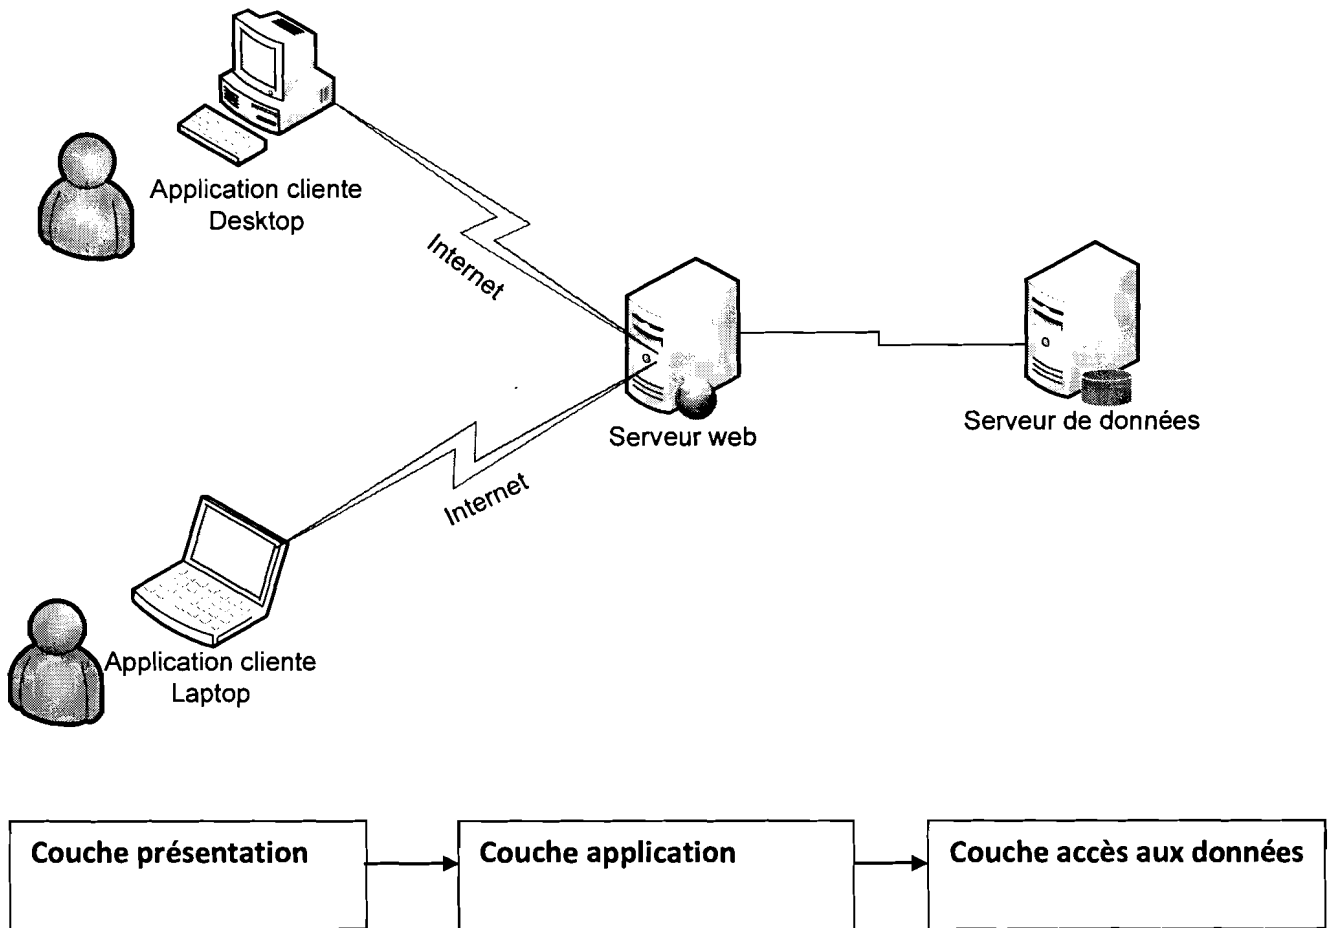 Application cliente
Desktop
Internet
Serveur web
Serveur de données
Internet
Application cliente
Laptop
Couche présentation
Couche application
Couche accès aux données